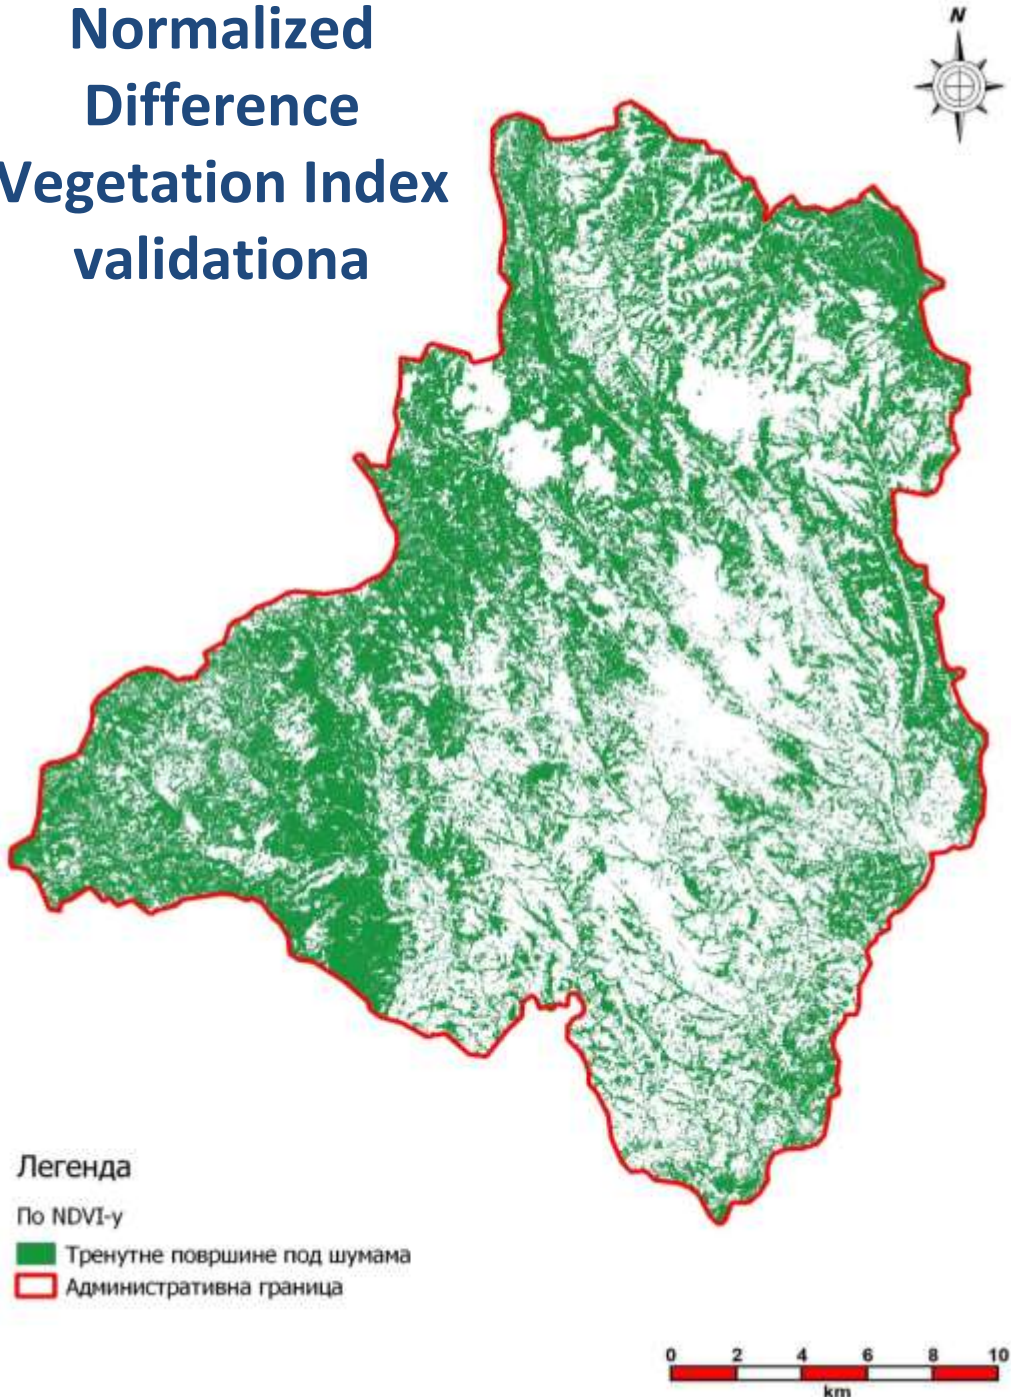 Normalized
Difference
Vegetation Index
validationa
N
Легенда
По NDVI-у
Тренутне површине под шумама
Административна граница
0 2 4 6 8 10
km